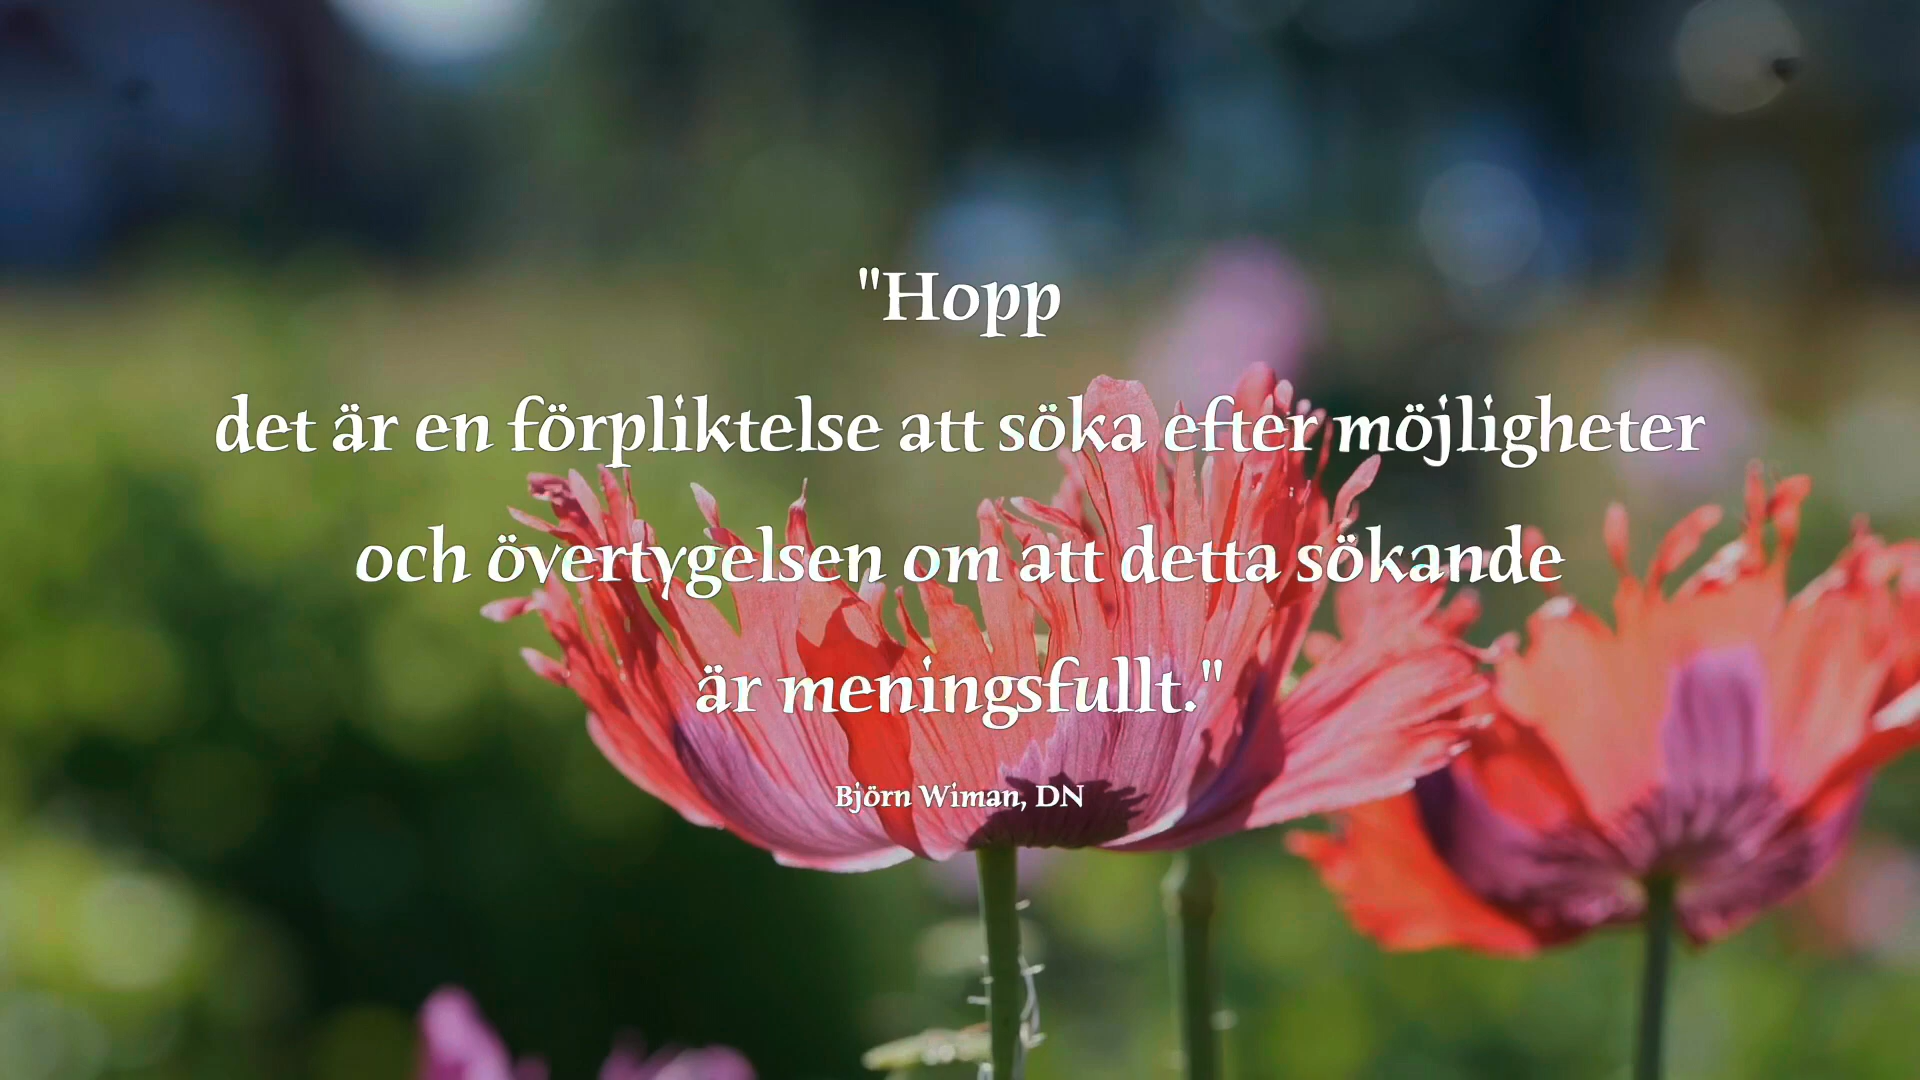 "Hopp
det är en förpliktelse att söka efter möjligheter
och övertygelsen om att detta sökande
är meningsfullt."
Björn Wiman, DN